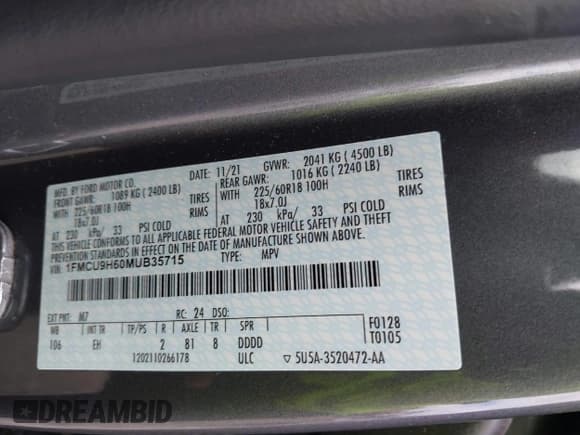 MFD. BY FORD MOTOR CO.
DATE: 11/21 GVWR: 2041 KG ( 4500 LB)
FRONT GAWR: 1089 KG ( 2400 LB) REAR GAWR: 1016 KG ( 2240 LB)
WITH 225/60R18 100H TIRES WITH 225/60R18 100H TIRES
18x7.0J RIMS 18x7.0J RIMS
AT 230 kPa/ 33 PSI COLD AT 230 kPa/ 33 PSI COLD
THIS VEHICLE CONFORMS TO ALL APPLICABLE FEDERAL MOTOR VEHICLE SAFETY AND THEFT
PREVENTION STANDARDS IN EFFECT ON THE DATE OF MANUFACTURE SHOWN ABOVE.
VIN: 1FMCU9H60MUB35715
TYPE:
EXT PNT: M7 RC: 24 DSO:
WB INT TR TP/PS R AXLE TR SPR
106 EH 2 81 8 DDDD
F0128
T0105
1202110266178 ULC ▽ 5U5A-3520472-AA
DREAMBID